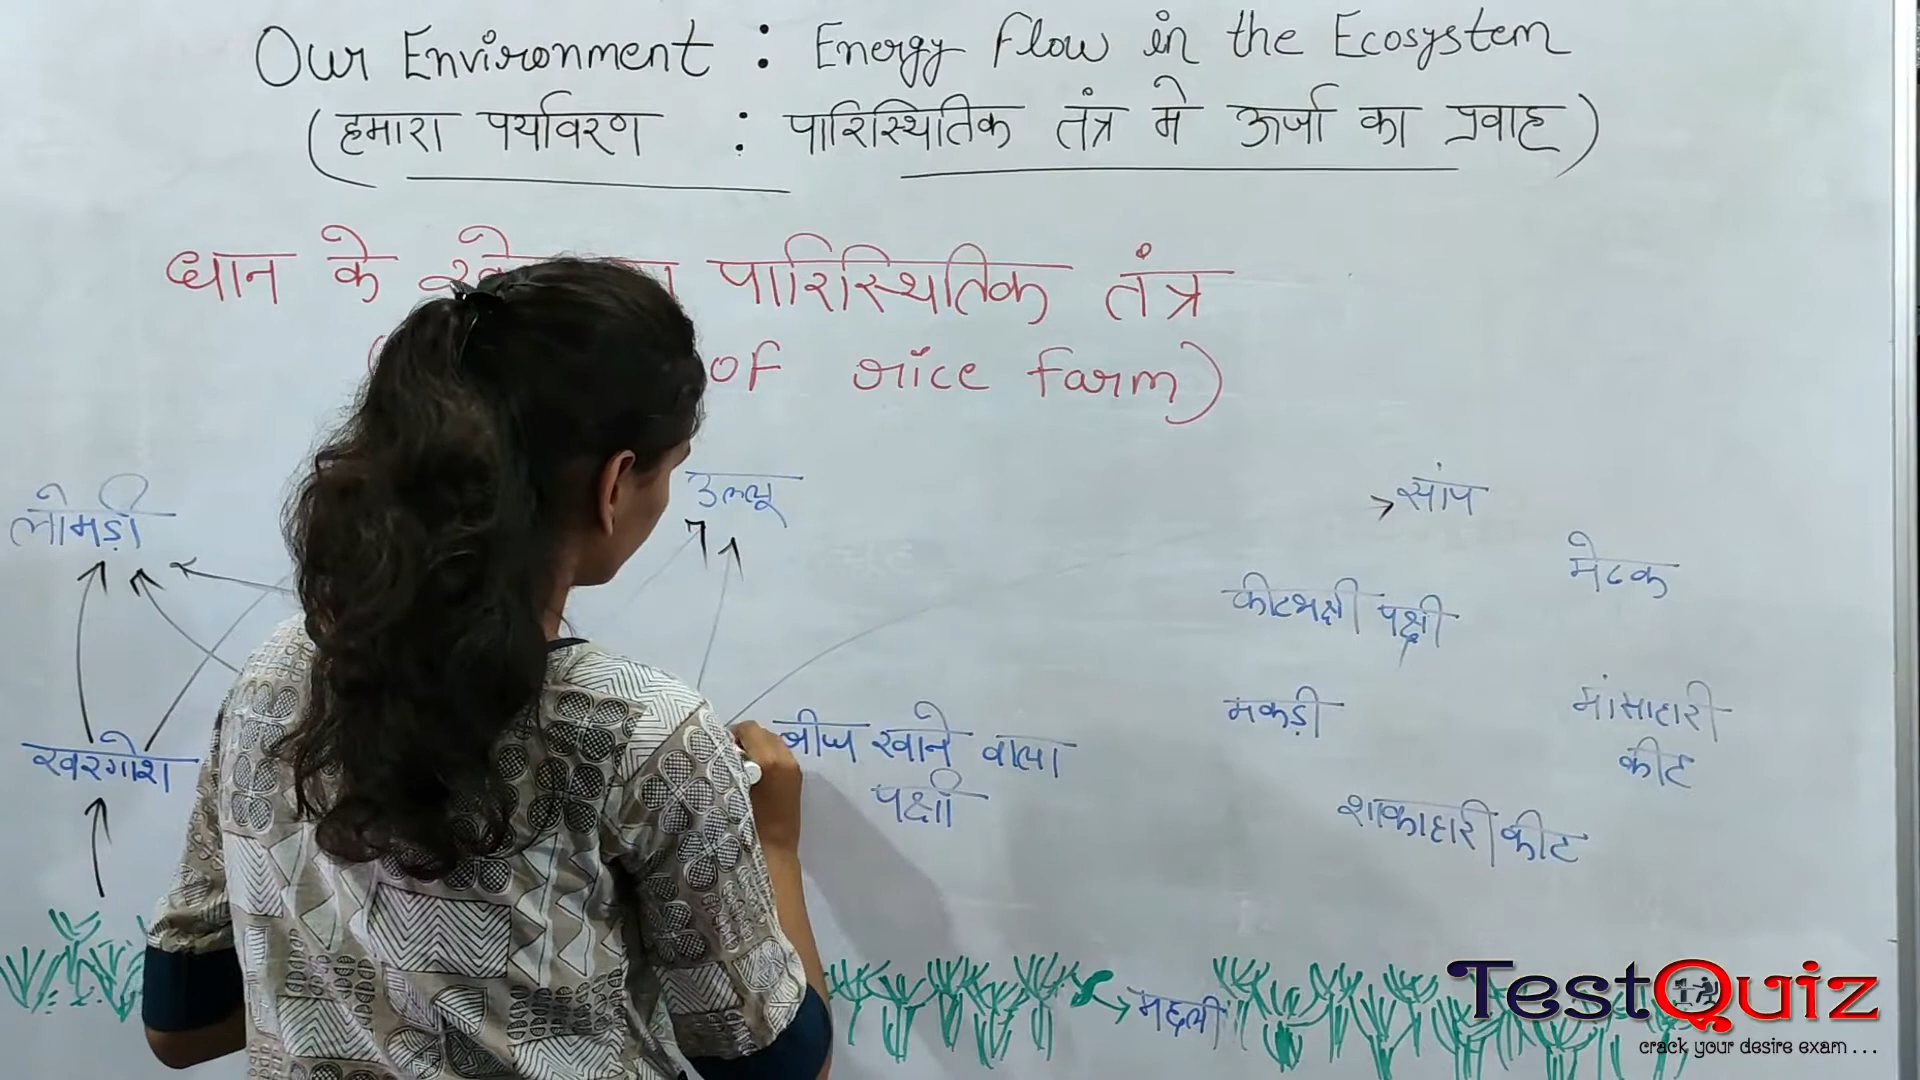 Our Environment : Energy Flow in the Ecosystem
(हमारा पर्यावरण : पारिस्थितिक तंत्र मे ऊर्जा का प्रवाह)
धान के पारिस्थितिक तंत्र
of rice farm)
लोमड़ी
उल्लू
सांप
मेढक
कीटभक्षी पक्षी
मकड़ी
मांसाहारी
कीट
खरगोश
बीज खाने वाला
पक्षी
शाकाहारी कीट
मछली
TestQuiz
crack your desire exam . . .